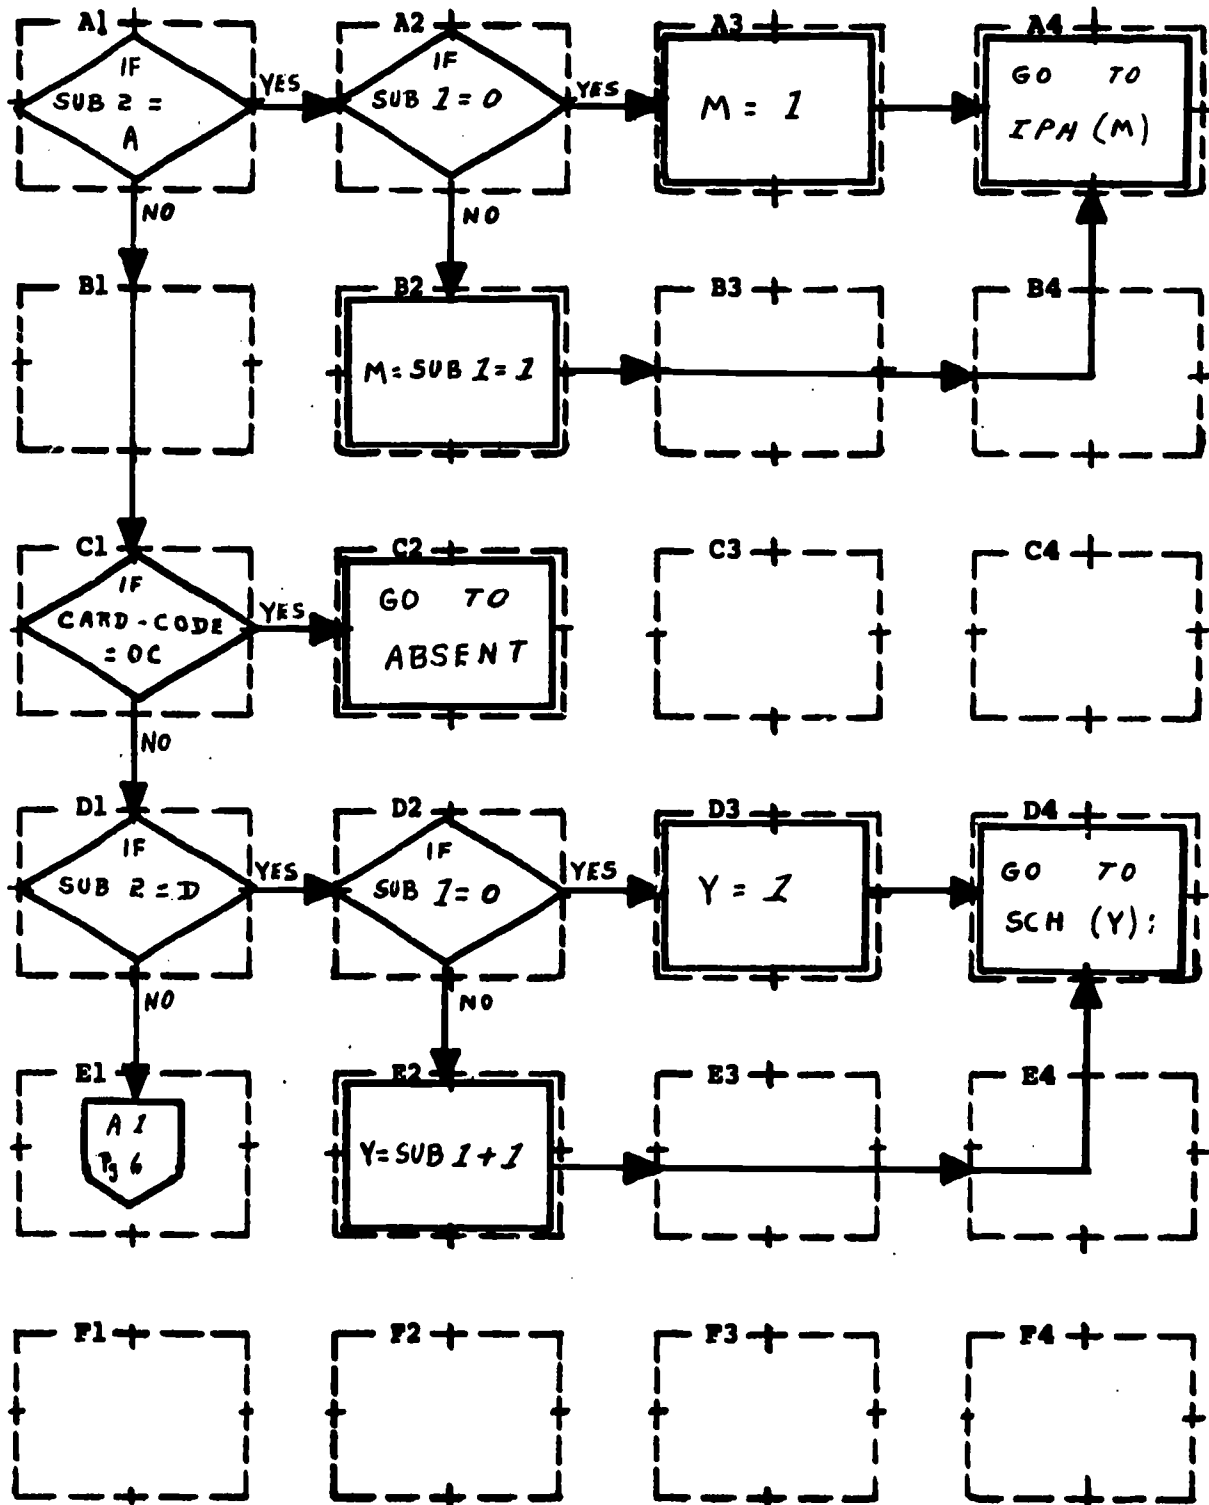 A1
IF
SUB 2 =
A
YES
NO
A2
IF
SUB 1 = 0
YES
NO
A3
M = 1
A4
GO TO
IPH (M)
B1
B2
M = SUB 1 = 1
B3
B4
C1
IF
CARD - CODE
= OC
YES
NO
C2
GO TO
ABSENT
C3
C4
D1
IF
SUB 2 = D
YES
NO
D2
IF
SUB 1 = 0
YES
NO
D3
Y = 1
D4
GO TO
SCH (Y):
E1
A 1
Pg 6
E2
Y = SUB 1 + 1
E3
E4
F1
F2
F3
F4